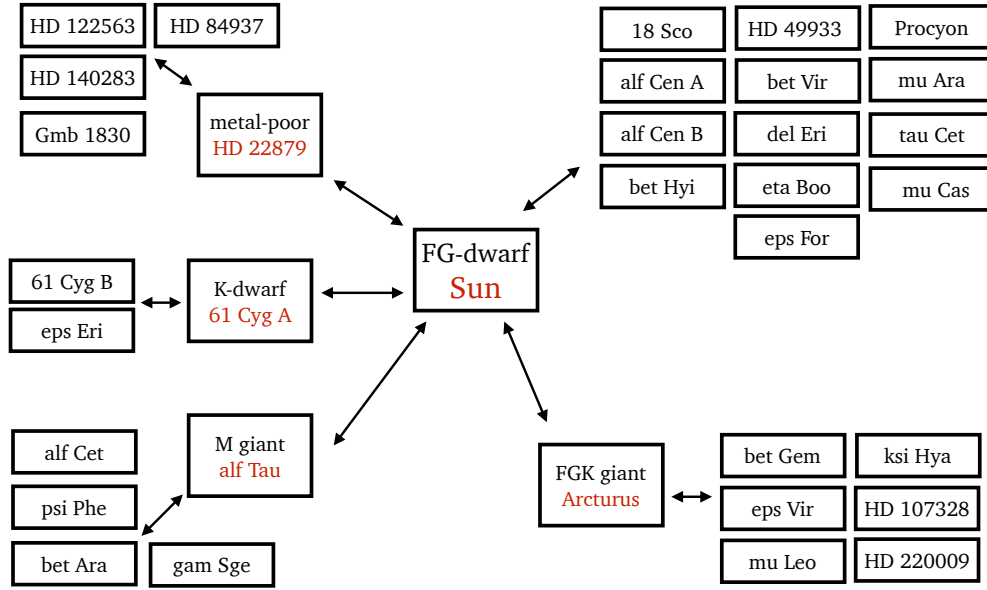 HD 122563
HD 84937
HD 140283
Gmb 1830
metal-poor
HD 22879
18 Sco
HD 49933
Procyon
alf Cen A
bet Vir
mu Ara
alf Cen B
del Eri
tau Cet
bet Hyi
eta Boo
mu Cas
eps For
FG-dwarf
Sun
61 Cyg B
eps Eri
K-dwarf
61 Cyg A
M giant
alf Tau
alf Cet
psi Phe
bet Ara
gam Sge
FGK giant
Arcturus
bet Gem
ksi Hya
eps Vir
HD 107328
mu Leo
HD 220009